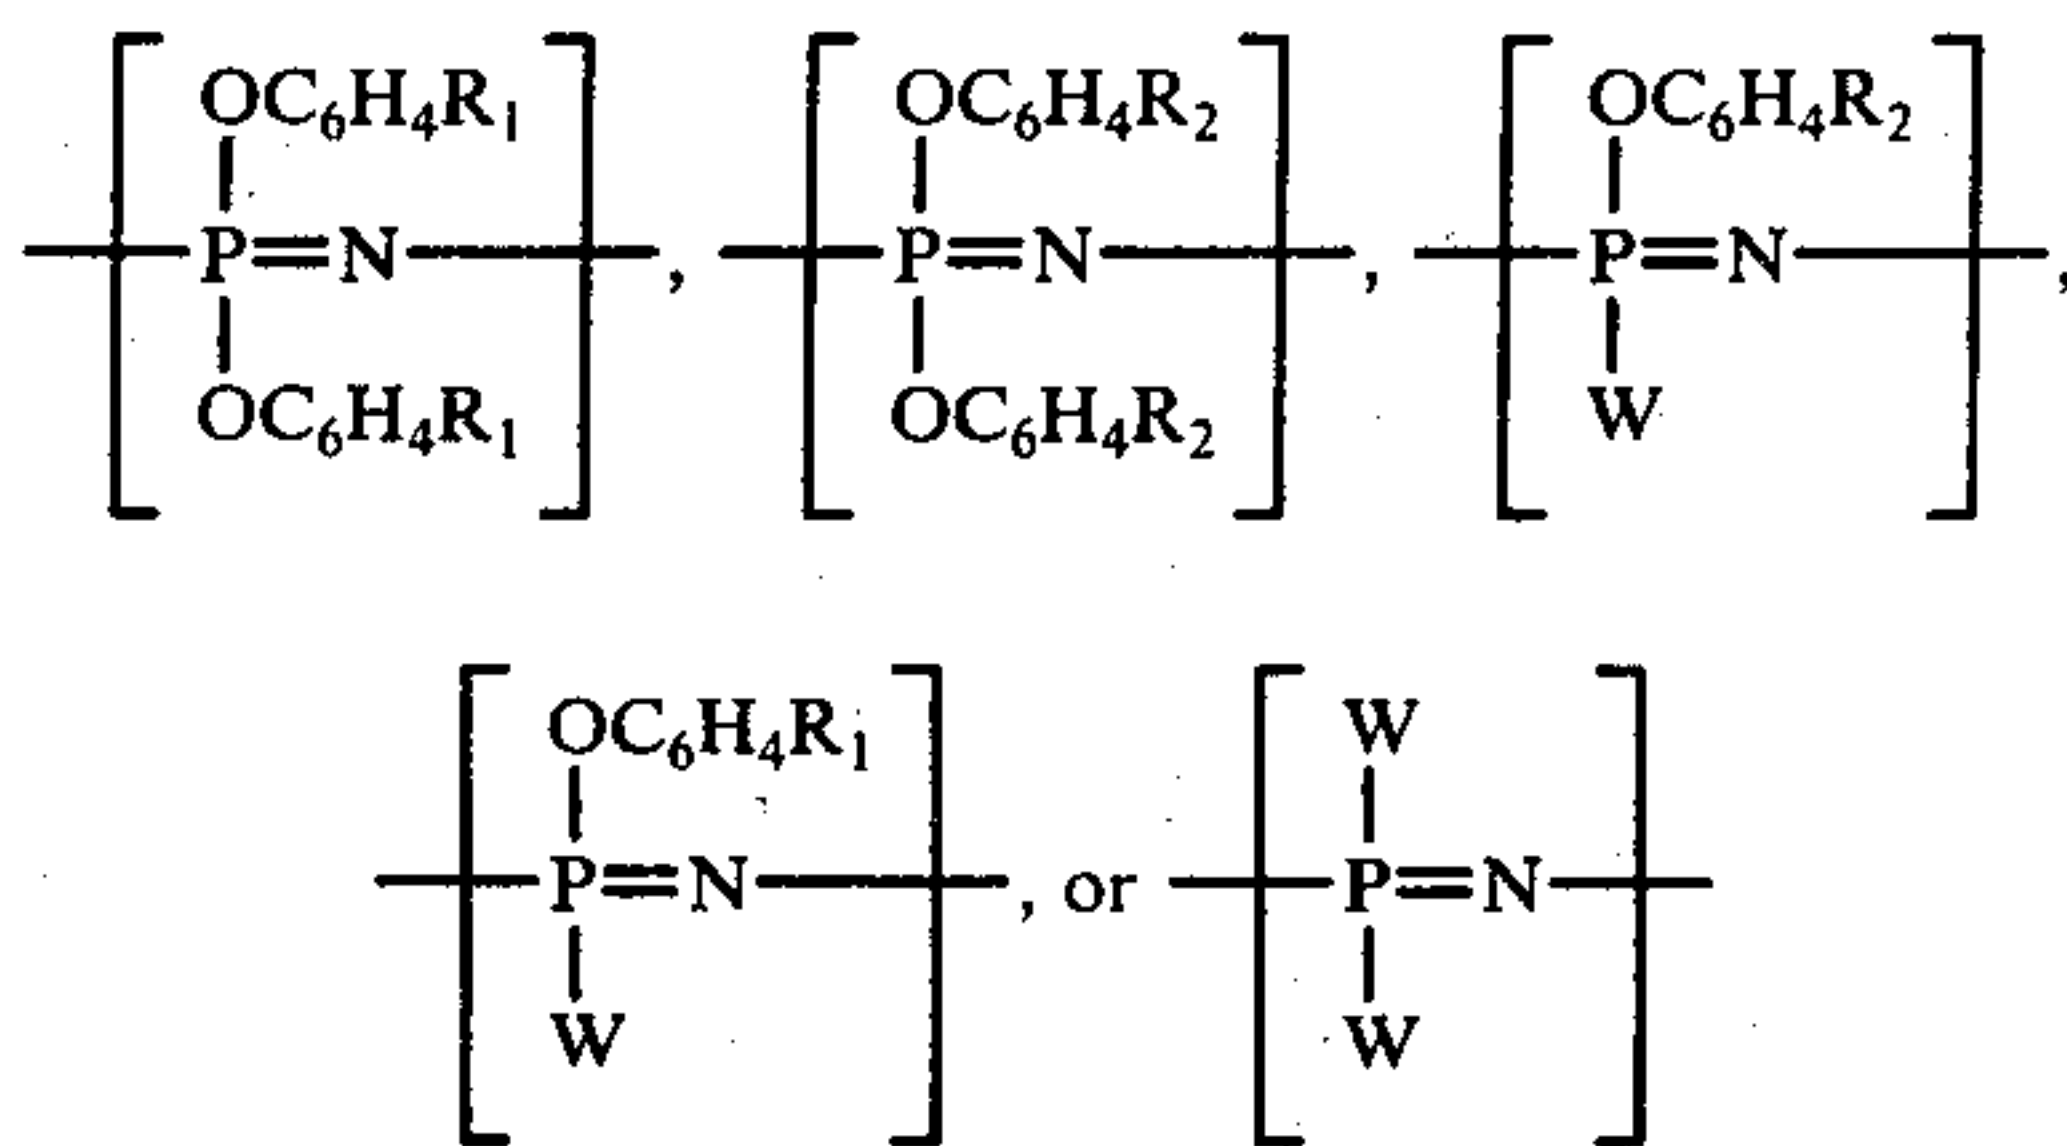 OC₆H₄R₁ OC₆H₄R₂ OC₆H₄R₂
P=N , P=N , P=N ,
OC₆H₄R₁ OC₆H₄R₂ W
OC₆H₄R₁ W
P=N , or P=N
W W